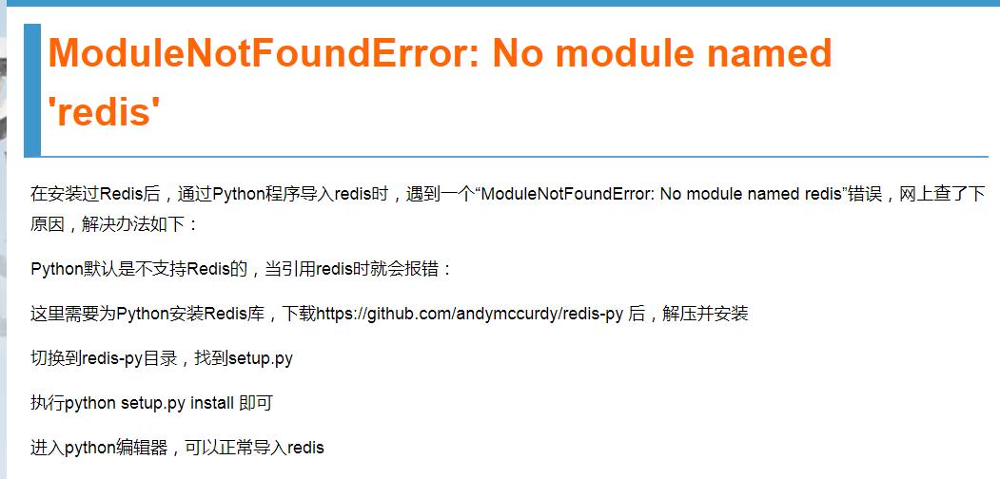 ModuleNotFoundError: No module named
'redis'
在安装过Redis后，通过Python程序导入redis时，遇到一个“ModuleNotFoundError: No module named redis”错误，网上查了下
原因，解决办法如下：
Python默认是不支持Redis的，当引用redis时就会报错：
这里需要为Python安装Redis库，下载https://github.com/andymccurdy/redis-py 后，解压并安装
切换到redis-py目录，找到setup.py
执行python setup.py install 即可
进入python编辑器，可以正常导入redis